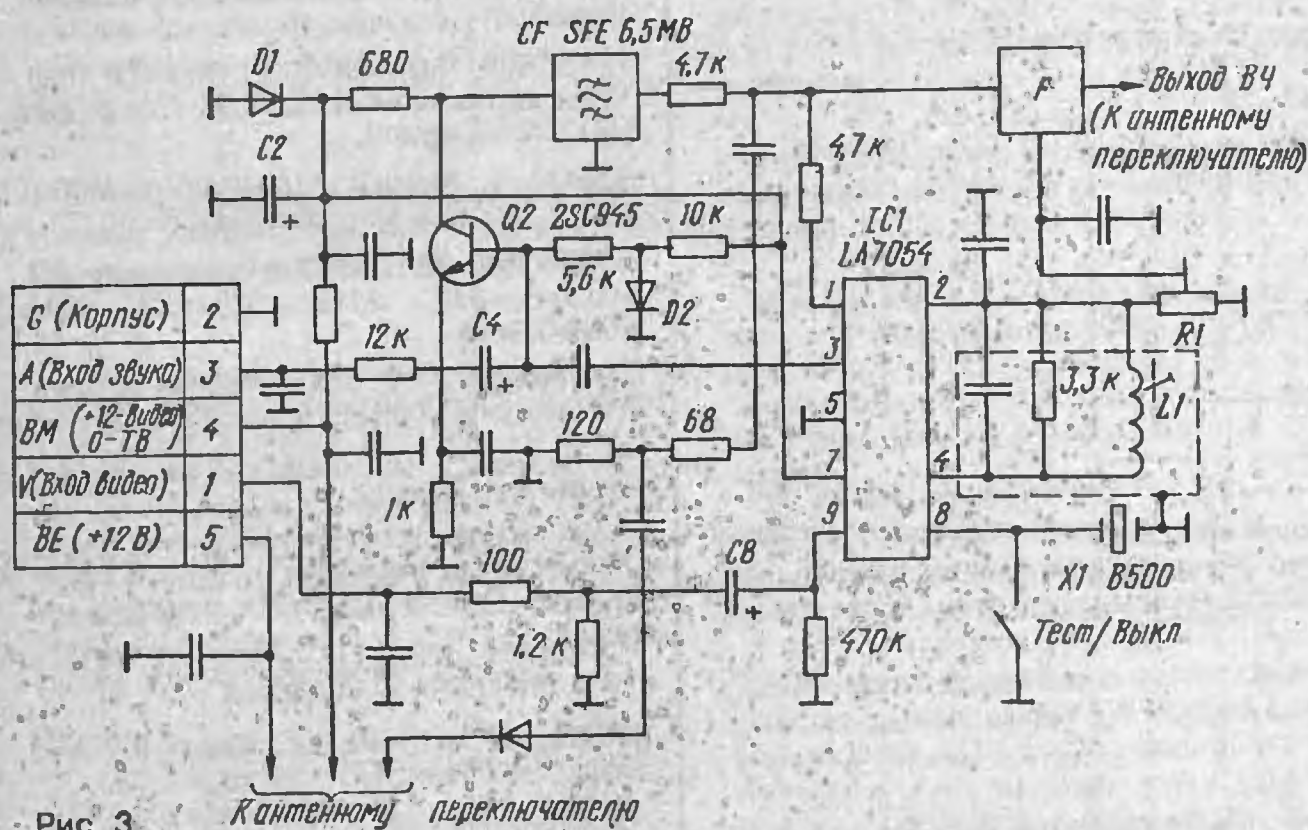 CF SFE 6,5MB
D1
680
4,7к
F
Выход ВЧ
(К антенному
переключателю)
C2
+
4,7к
Q2
2SC945
10к
IC1
LA7054
5,6к
D2
1
2
R1
G (Корпус) 2
A (Вход звука) 3
BM (+12-Видео 0-ТВ) 4
V (Вход видео) 1
BE (+12В) 5
12к
C4
+
3
3,3к
L1
5
120
68
7
4
1к
9
8
100
C8
+
X1 B500
1,2к
470к
Тест/Выкл
К антенному переключателю
Рис. 3